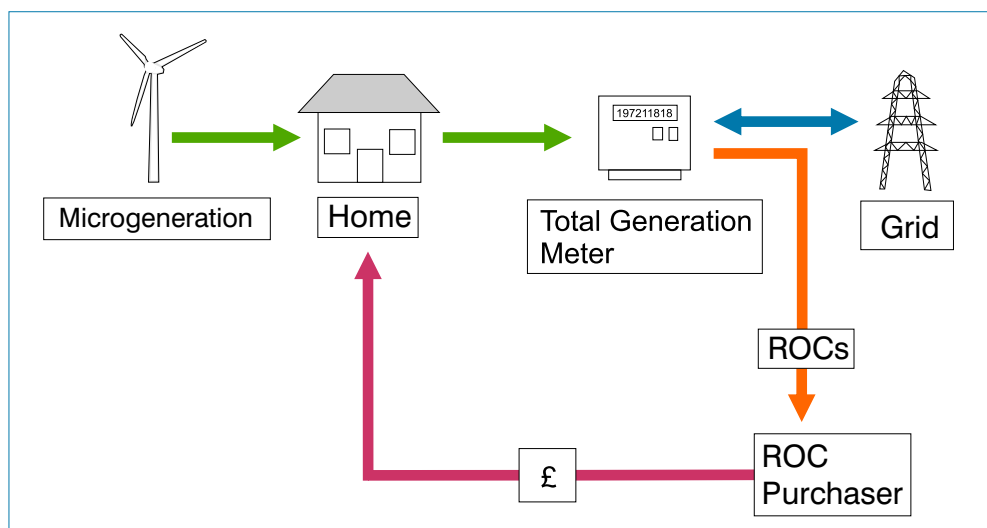 197211818
Microgeneration
Home
Total Generation
Meter
Grid
ROCs
£
ROC
Purchaser